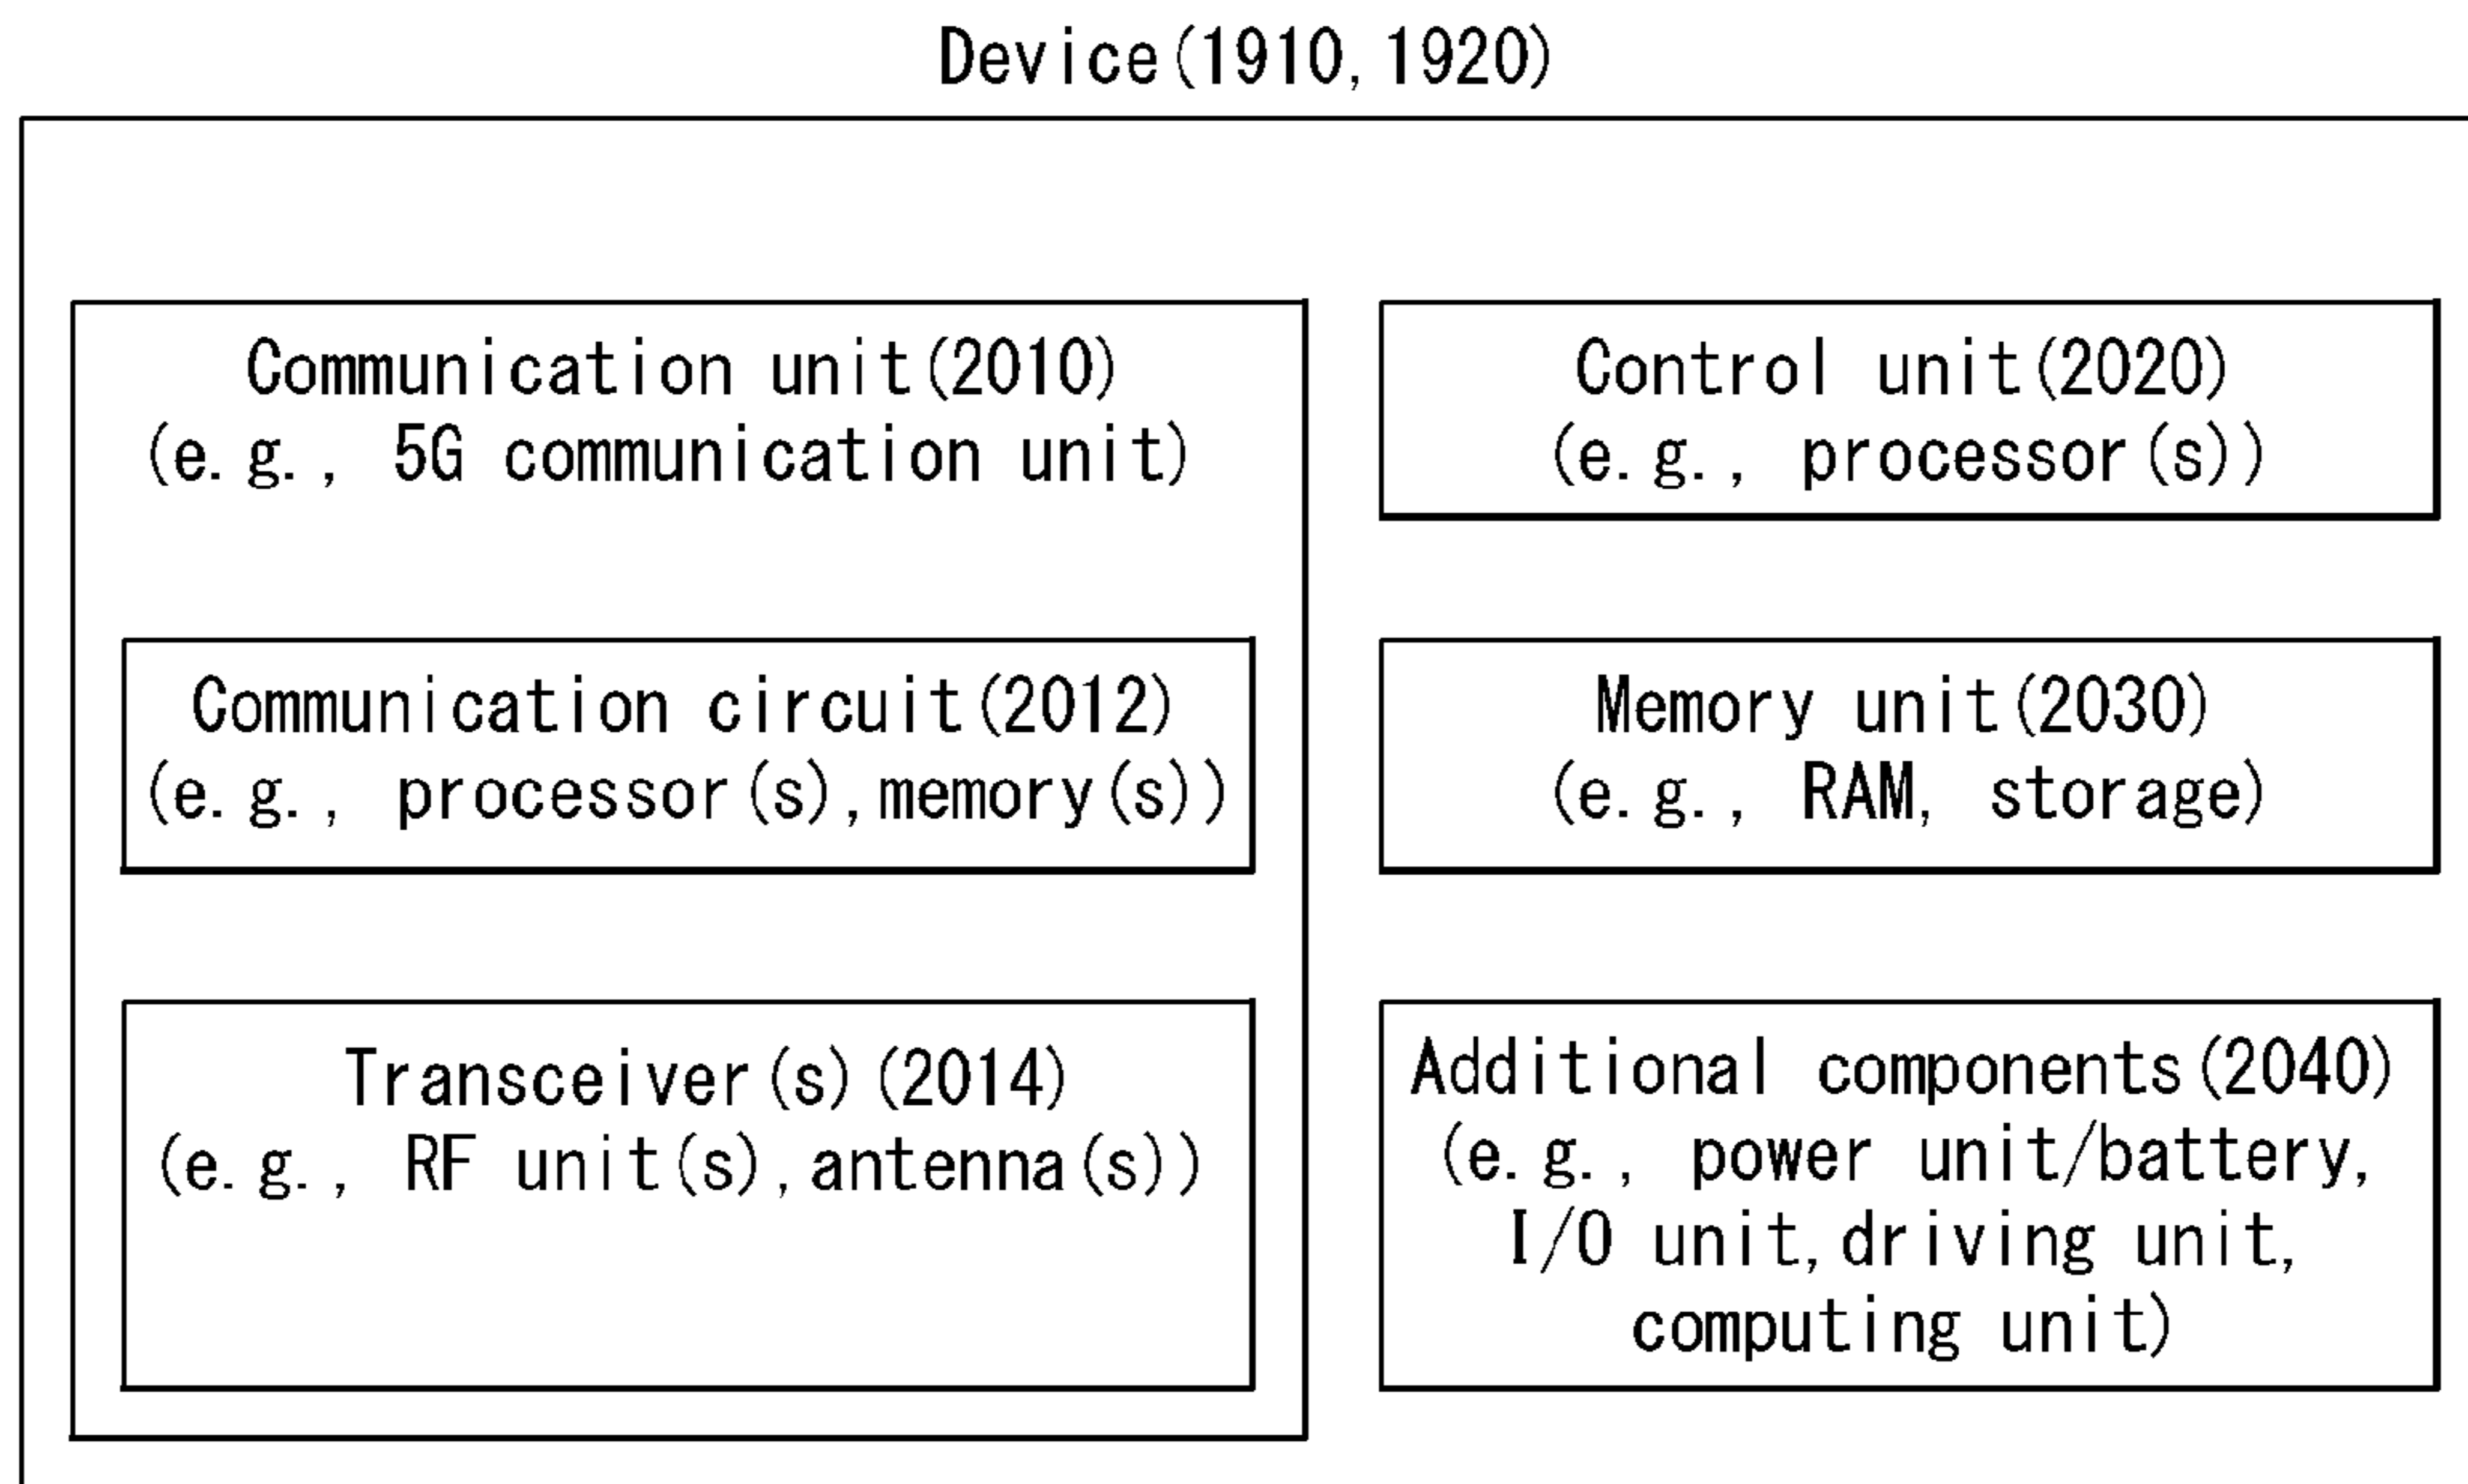 Device(1910,1920)
Communication unit(2010)
(e.g., 5G communication unit)
Communication circuit(2012)
(e.g., processor(s),memory(s))
Transceiver(s)(2014)
(e.g., RF unit(s),antenna(s))
Control unit(2020)
(e.g., processor(s))
Memory unit(2030)
(e.g., RAM, storage)
Additional components(2040)
(e.g., power unit/battery,
I/O unit,driving unit,
computing unit)